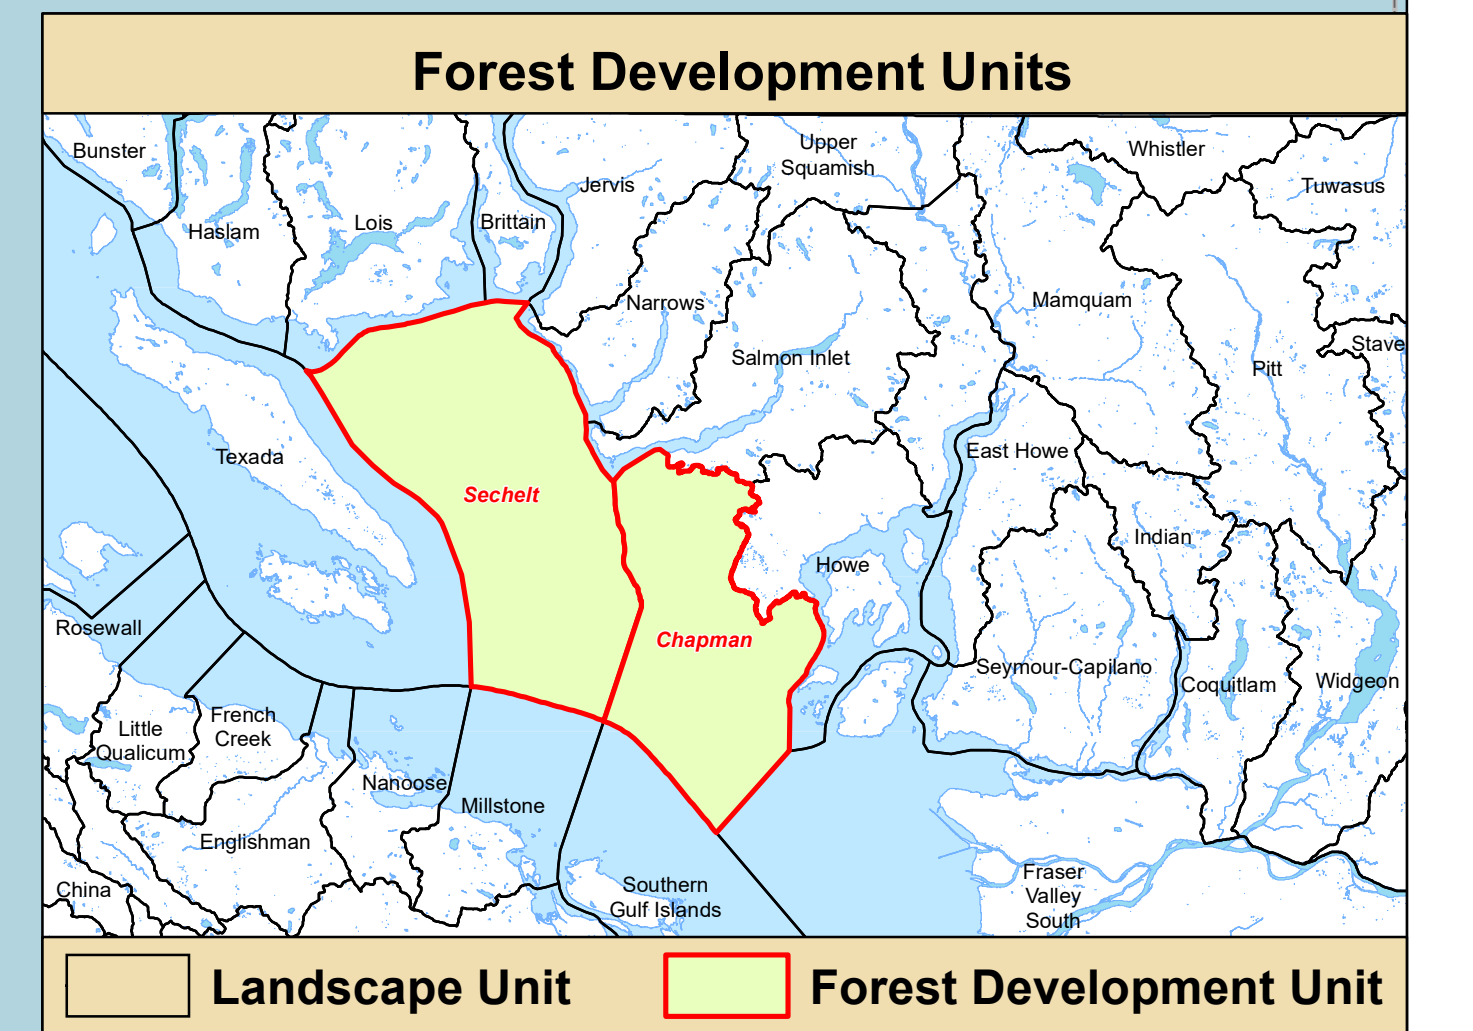 Forest Development Units
Bunster
Upper
Squamish
Whistler
Jervis
Tuwasus
Haslam
Lois
Brittain
Narrows
Mamquam
Salmon Inlet
Stave
Pitt
Texada
East Howe
Sechelt
Indian
Howe
Rosewall
Chapman
Seymour-Capilano
Coquitlam
Widgeon
French
Creek
Little
Qualicum
Nanoose
Millstone
Englishman
China
Southern
Gulf Islands
Fraser
Valley
South
Landscape Unit
Forest Development Unit